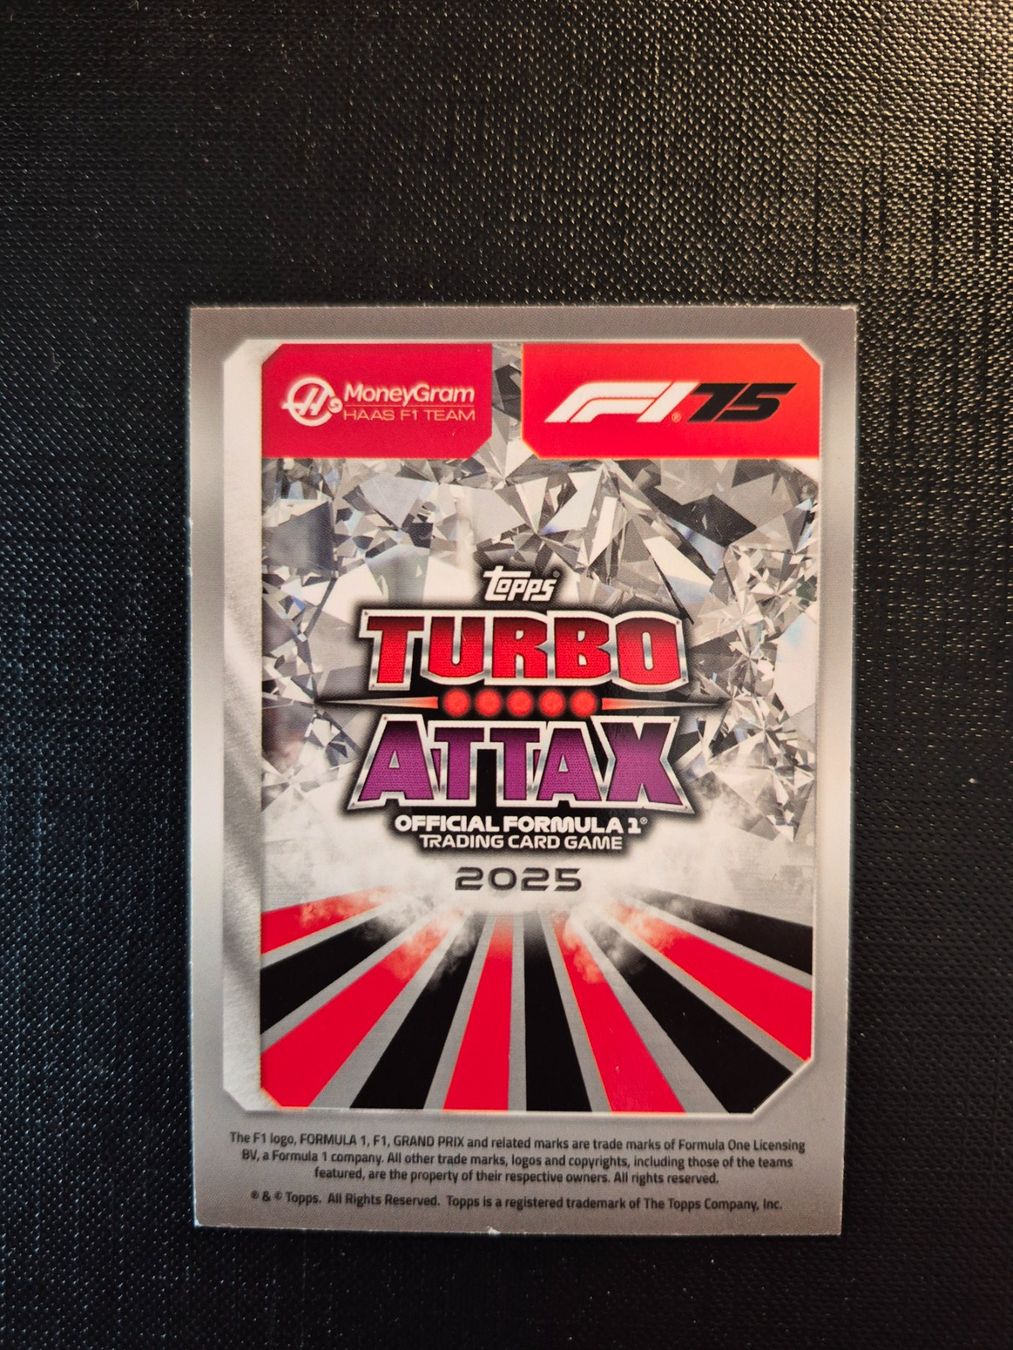 MoneyGram
HAAS F1 TEAM
F1® 75
Topps®
TURBO
ATTAX
OFFICIAL FORMULA 1®
TRADING CARD GAME
2025
The F1 logo, FORMULA 1, F1, GRAND PRIX and related marks are trade marks of Formula One Licensing
BV, a Formula 1 company. All other trade marks, logos and copyrights, including those of the teams
featured, are the property of their respective owners. All rights reserved.
® & © Topps. All Rights Reserved. Topps is a registered trademark of The Topps Company, Inc.